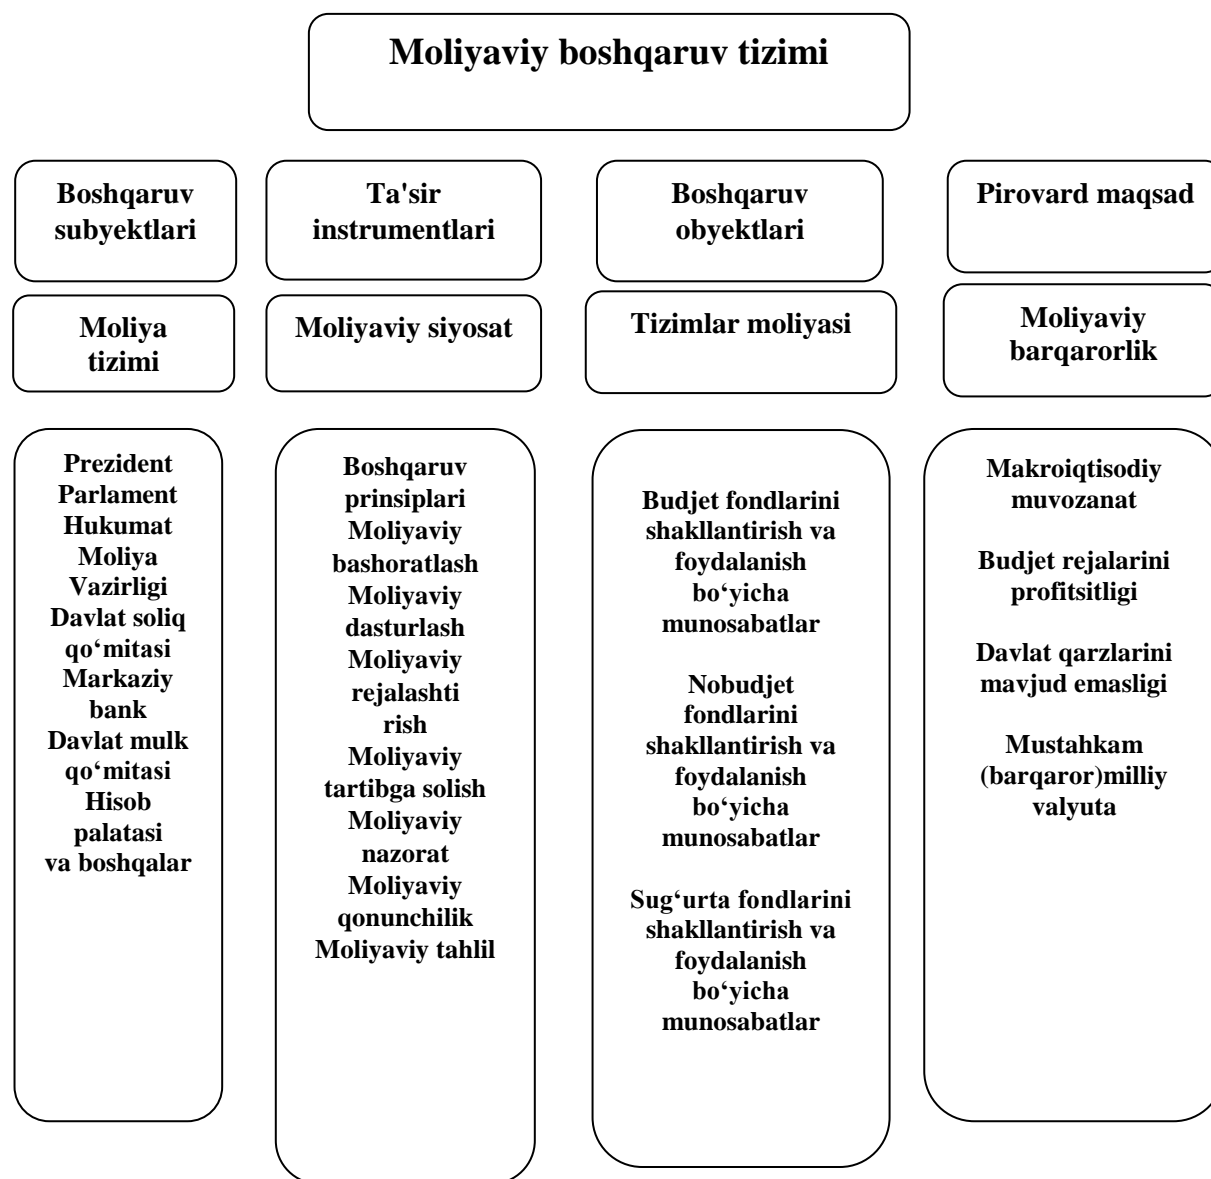 Moliyaviy boshqaruv tizimi
Boshqaruv
subyektlari
Ta'sir
instrumentlari
Boshqaruv
obyektlari
Pirovard maqsad
Moliya
tizimi
Moliyaviy siyosat
Tizimlar moliyasi
Moliyaviy
barqarorlik
Prezident
Parlament
Hukumat
Moliya
Vazirligi
Davlat soliq
qo‘mitasi
Markaziy
bank
Davlat mulk
qo‘mitasi
Hisob
palatasi
va boshqalar
Boshqaruv
prinsiplari
Moliyaviy
bashoratlash
Moliyaviy
dasturlash
Moliyaviy
rejalashti
rish
Moliyaviy
tartibga solish
Moliyaviy
nazorat
Moliyaviy
qonunchilik
Moliyaviy tahlil
Budjet fondlarini
shakllantirish va
foydalanish
bo‘yicha
munosabatlar
Nobudjet
fondlarini
shakllantirish va
foydalanish
bo‘yicha
munosabatlar
Sug‘urta fondlarini
shakllantirish va
foydalanish
bo‘yicha
munosabatlar
Makroiqtisodiy
muvozanat
Budjet rejalarini
profitsitligi
Davlat qarzlarini
mavjud emasligi
Mustahkam
(barqaror)milliy
valyuta